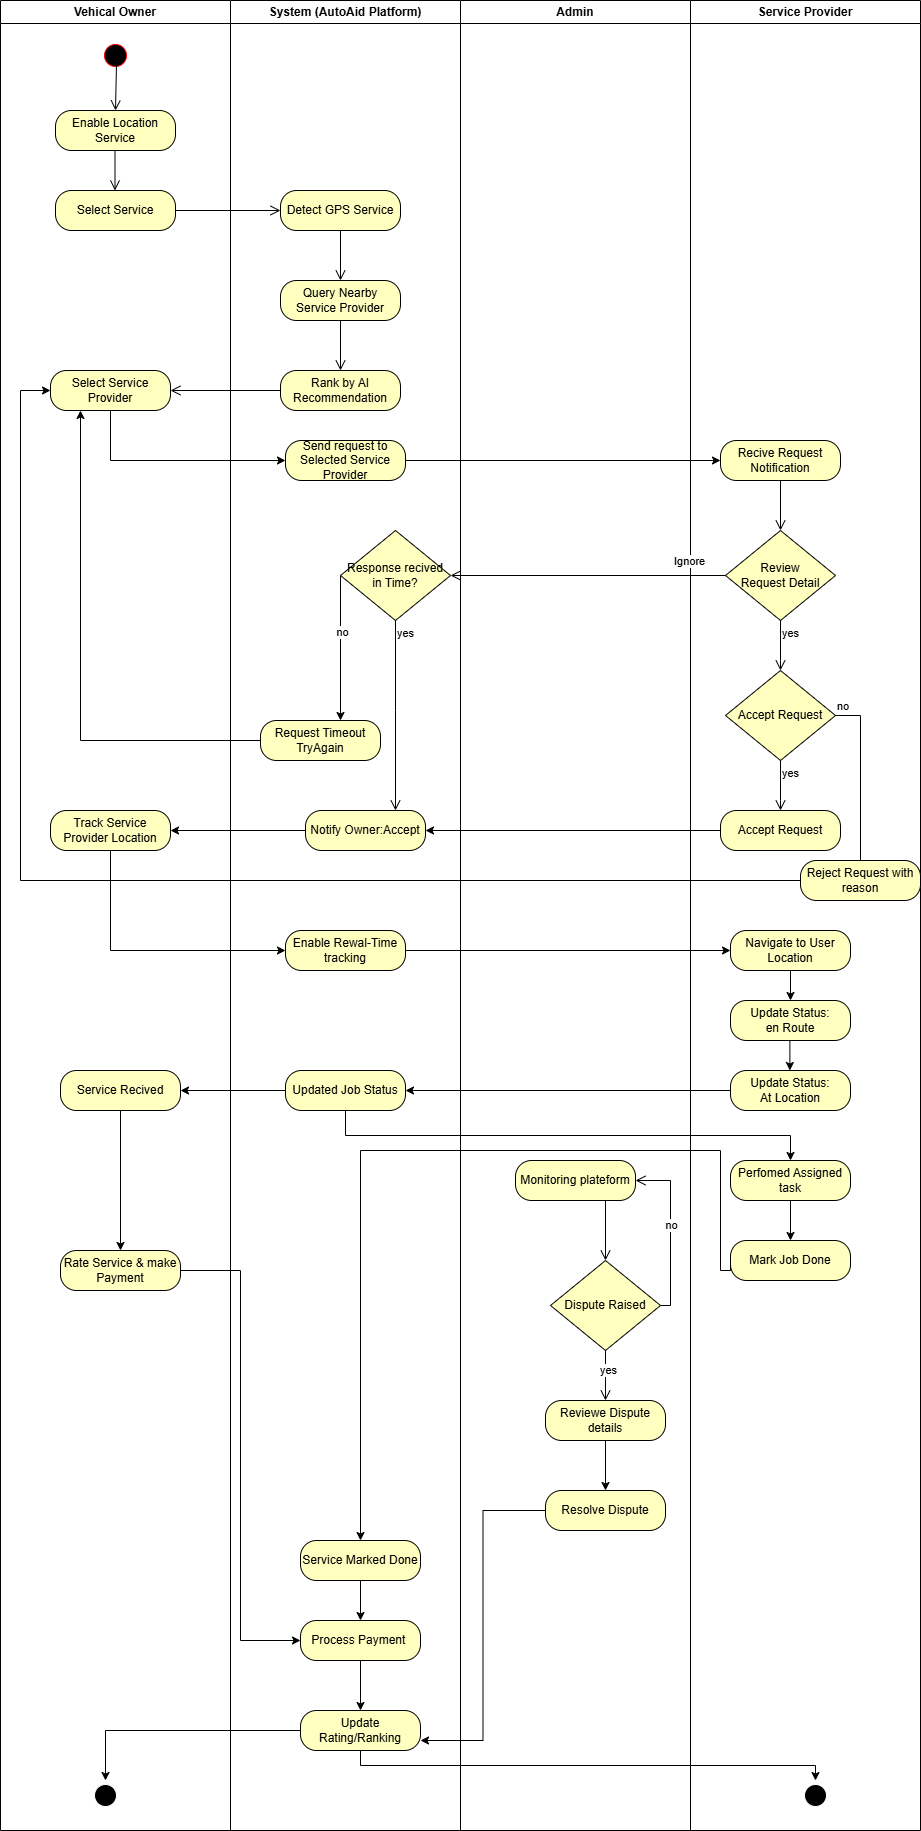 Vehical Owner
System (AutoAid Platform)
Admin
Service Provider
Enable Location
Service
Select Service
Detect GPS Service
Query Nearby
Service Provider
Select Service
Provider
Rank by AI
Recommendation
Send request to
Selected Service
Provider
Recive Request
Notification
Response recived
in Time?
Ignore
Review
Request Detail
no
yes
yes
Request Timeout
TryAgain
Accept Request
no
yes
Track Service
Provider Location
Notify Owner:Accept
Accept Request
Reject Request with
reason
Enable Rewal-Time
tracking
Navigate to User
Location
Update Status:
en Route
Service Recived
Updated Job Status
Update Status:
At Location
Monitoring plateform
Perfomed Assigned
task
no
Rate Service & make
Payment
Mark Job Done
Dispute Raised
yes
Reviewe Dispute
details
Resolve Dispute
Service Marked Done
Process Payment
Update
Rating/Ranking